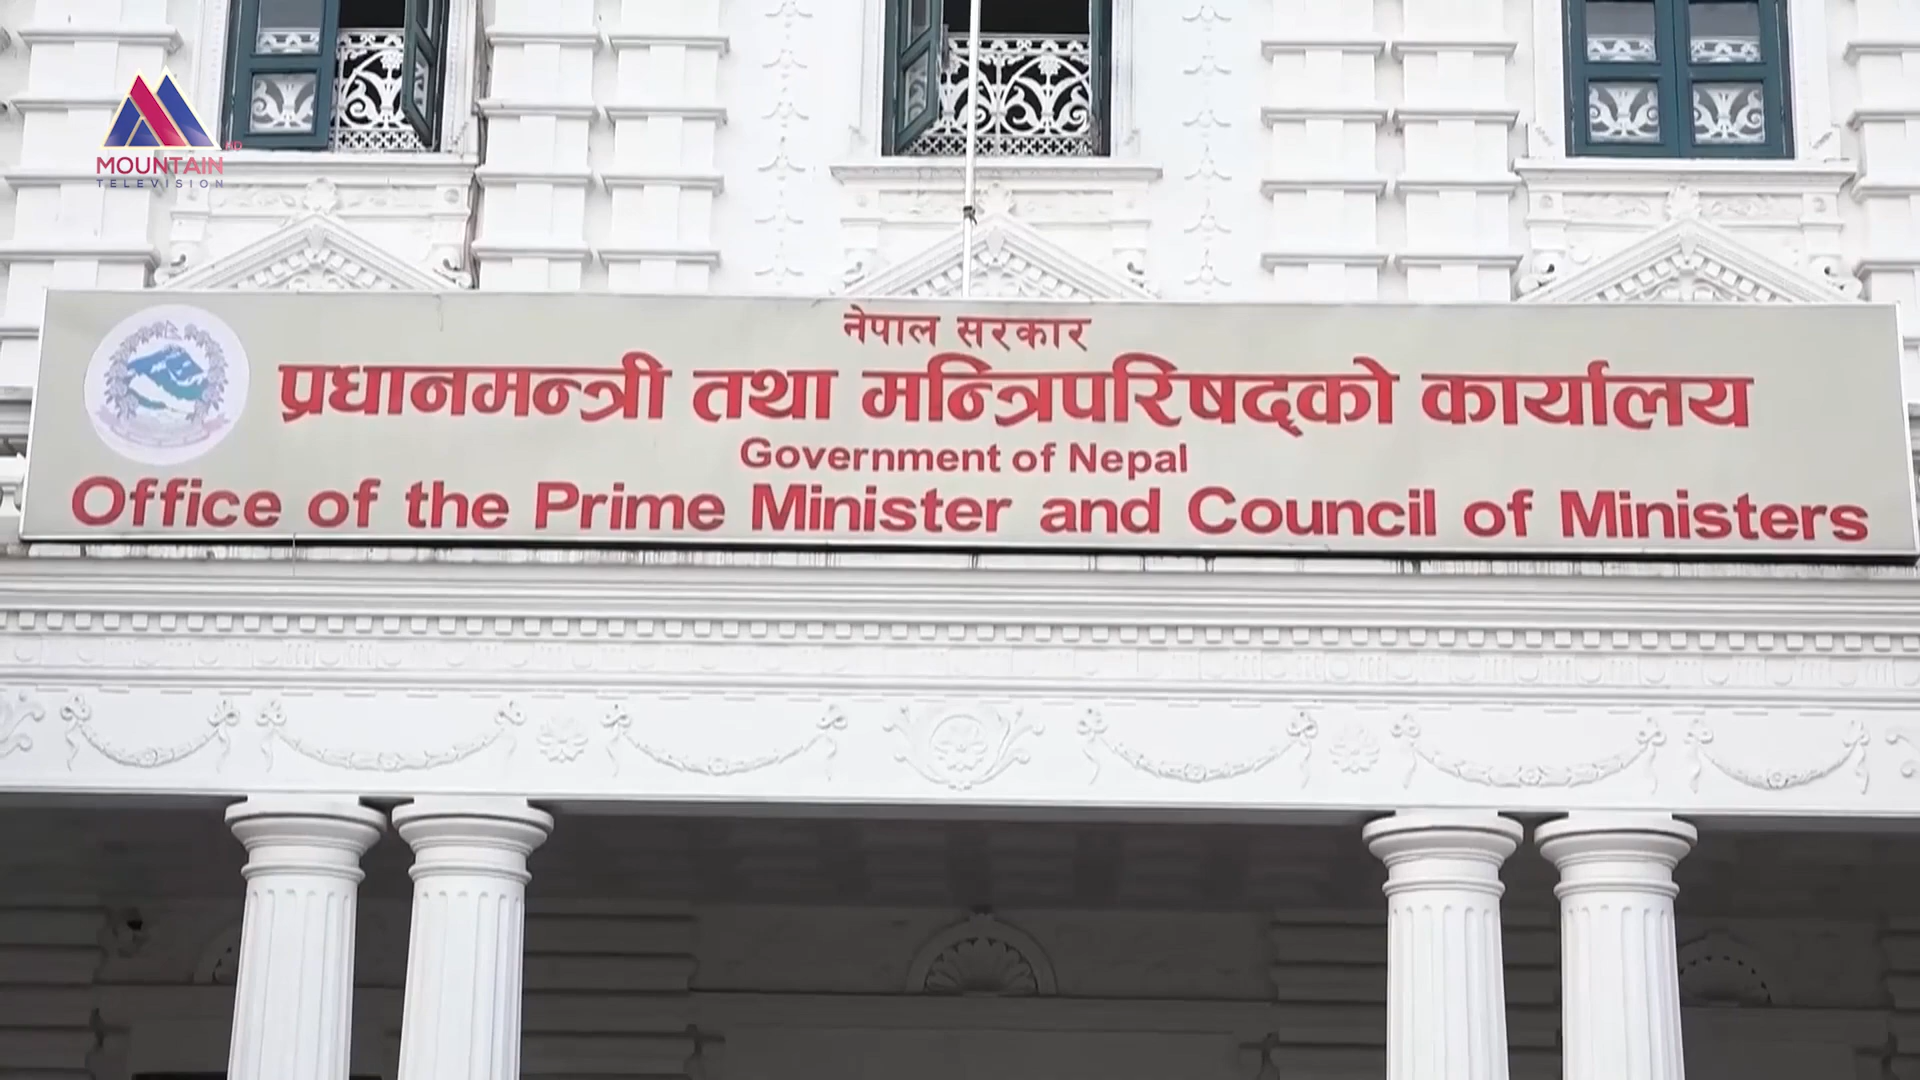 MOUNTAIN HD
TELEVISION
नेपाल सरकार
प्रधानमन्त्री तथा मन्त्रिपरिषद्को कार्यालय
Government of Nepal
Office of the Prime Minister and Council of Ministers